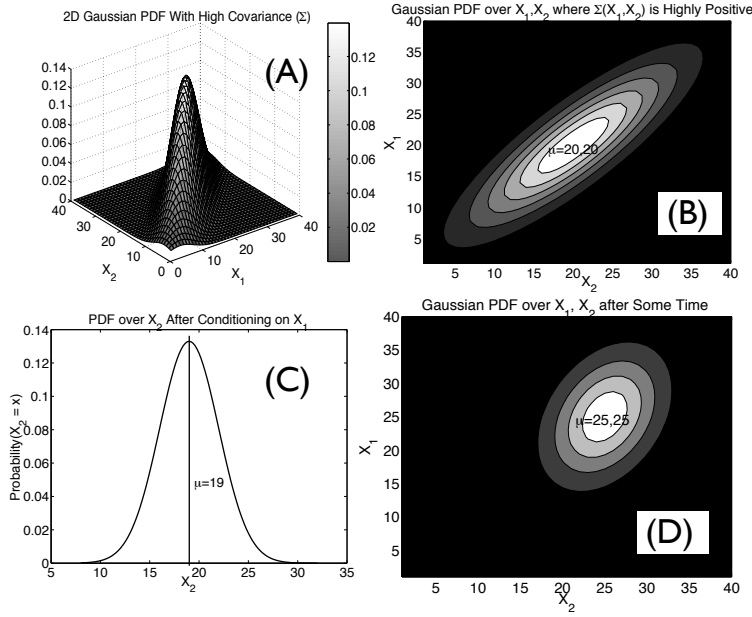 2D Gaussian PDF With High Covariance (Σ)
(A)
0.14
0.12
0.1
0.08
0.06
0.04
0.02
0
40
30
20
10
0
X2
0
10
20
30
40
X1
0.12
0.1
0.08
0.06
0.04
0.02
Gaussian PDF over X1,X2 where Σ(X1,X2) is Highly Positive
40
35
30
25
20
15
10
5
X1
μ=20,20
(B)
5 10 15 20 25 30 35 40
X2
PDF over X2 After Conditioning on X1
0.14
0.12
0.1
0.08
0.06
0.04
0.02
0
Probability(X2 = x)
(C)
μ=19
5 10 15 20 25 30 35
X2
Gaussian PDF over X1, X2 after Some Time
40
35
30
25
20
15
10
5
X1
μ=25,25
(D)
5 10 15 20 25 30 35 40
X2